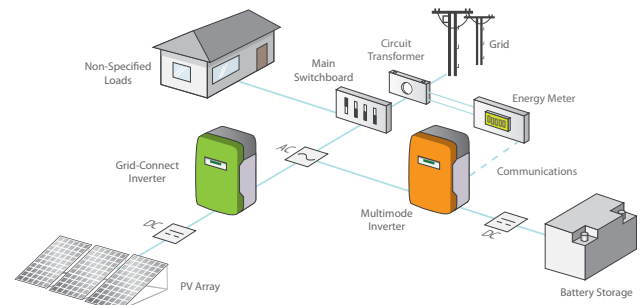 Circuit
Transformer
Grid
Non-Specified
Loads
Main
Switchboard
Energy Meter
AC
Grid-Connect
Inverter
Communications
DC
Multimode
Inverter
DC
PV Array
Battery Storage